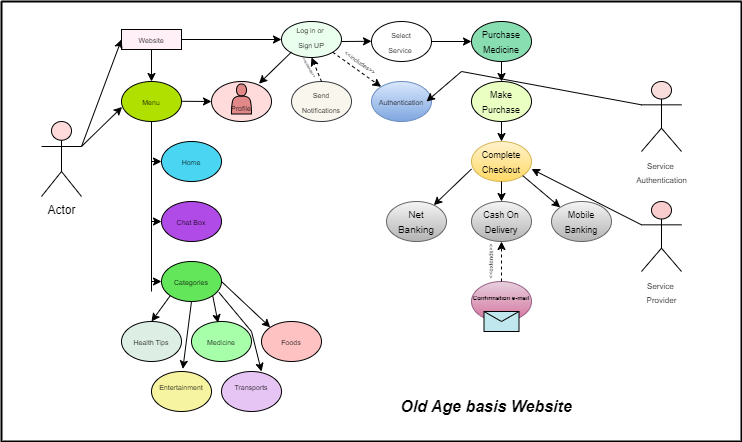 Website
Log in or
Sign UP
Select
Service
Purchase
Medicine
<<includes>>
Menu
Profile
Send
Notifications
Authentication
Make
Purchase
Actor
Home
Complete
Checkout
Service
Authentication
Chat Box
Net
Banking
Cash On
Delivery
Mobile
Banking
<<extends>>
Categories
Confirmation e-mail
Service
Provider
Health Tips
Medicine
Foods
Entertainment
Transports
Old Age basis Website